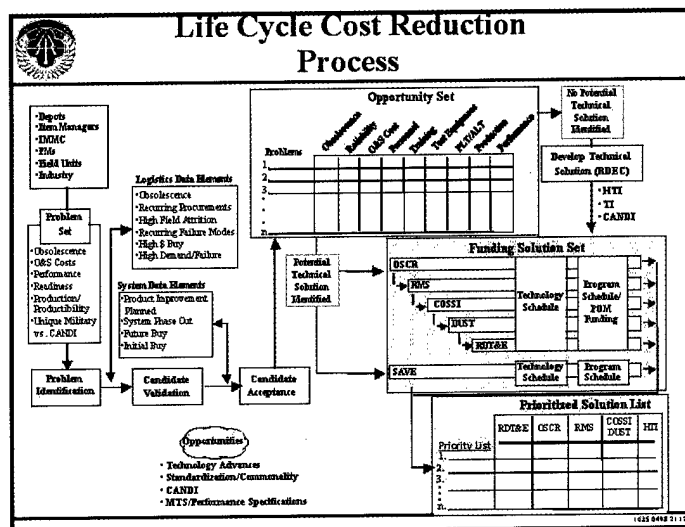 Life Cycle Cost Reduction
Process
•Depots
•Item Managers
•IMMC
•PMs
•Field Units
•Industry
Problem
Set
•Obsolescence
•O&S Costs
•Performance
•Readiness
•Production/
Productibility
•Unique Military
vs. CANDI
Problem
Identification
Logistics Data Elements
•Obsolescence
•Recurring Procurements
•High Field Attrition
•Recurring Failure Modes
•High $ Buy
•High Demand/Failure
System Data Elements
•Product Improvement
Planned
•System Phase Out
•Future Buy
•Initial Buy
Candidate
Validation
Candidate
Acceptance
Opportunities
• Technology Advances
• Standardization/Commonality
• CANDI
• MTS/Performance Specifications
Opportunity Set
Problems
Obsolescence
Reliability
O&S Cost
Personnel
Training
Test Equipment
PLT/ALT
Production
Performance
1.
2.
3.
n.
No Potential
Technical
Solution
Identified
Develop Technical
Solution (RDEC)
•HTI
•TI
•CANDI
Potential
Technical
Solution
Identified
Funding Solution Set
OSCR
RMS
COSSI
DUST
RDT&E
Technology
Schedule
Program
Schedule/
POM
Funding
SAVE
Technology
Schedule
Program
Schedule
Prioritized Solution List
RDT&E
OSCR
RMS
COSSI
DUST
HTI
Priority List
1.
2.
3.
n.